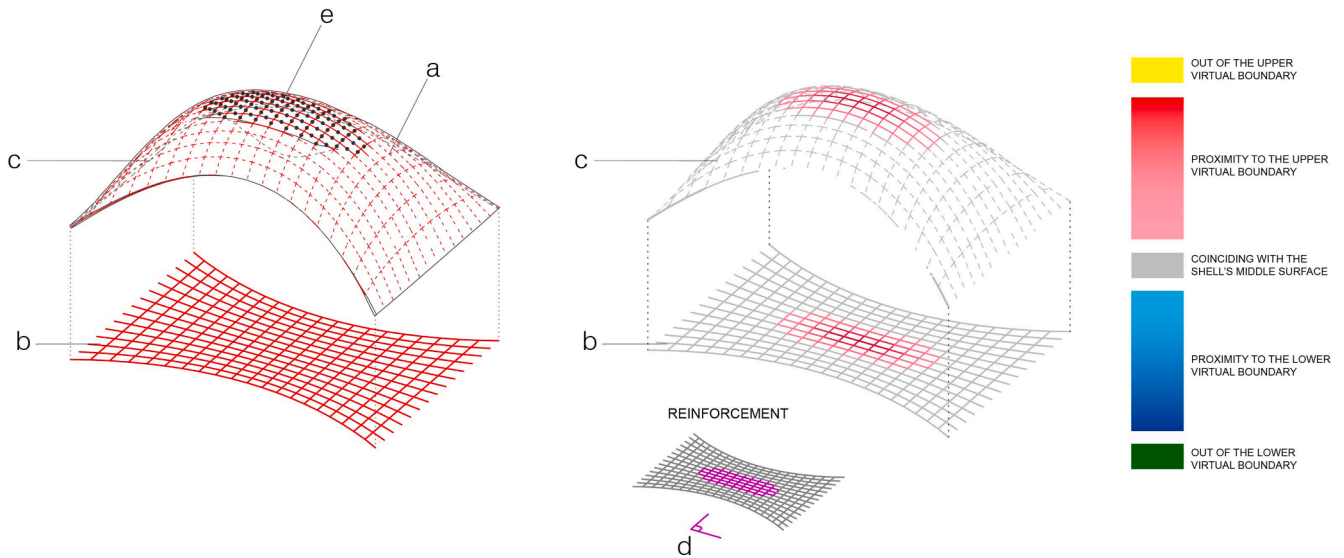 e
a
c
b
c
b
REINFORCEMENT
d
OUT OF THE UPPER
VIRTUAL BOUNDARY
PROXIMITY TO THE UPPER
VIRTUAL BOUNDARY
COINCIDING WITH THE
SHELL'S MIDDLE SURFACE
PROXIMITY TO THE LOWER
VIRTUAL BOUNDARY
OUT OF THE LOWER
VIRTUAL BOUNDARY